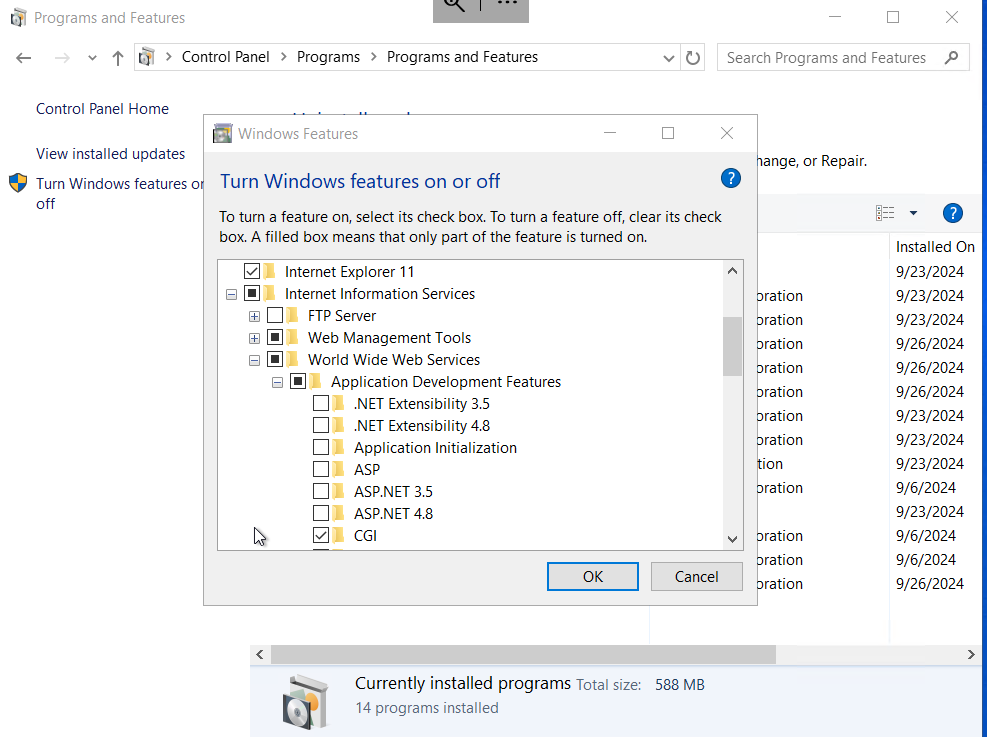 Programs and Features
Control Panel > Programs > Programs and Features
Search Programs and Features
Control Panel Home
View installed updates
Turn Windows features or
off
Windows Features
Turn Windows features on or off
To turn a feature on, select its check box. To turn a feature off, clear its check
box. A filled box means that only part of the feature is turned on.
Internet Explorer 11
Internet Information Services
FTP Server
Web Management Tools
World Wide Web Services
Application Development Features
.NET Extensibility 3.5
.NET Extensibility 4.8
Application Initialization
ASP
ASP.NET 3.5
ASP.NET 4.8
CGI
OK
Cancel
hange, or Repair.
Installed On
9/23/2024
oration 9/23/2024
oration 9/23/2024
oration 9/26/2024
oration 9/26/2024
oration 9/26/2024
oration 9/23/2024
oration 9/23/2024
tion 9/23/2024
oration 9/6/2024
9/23/2024
oration 9/6/2024
oration 9/6/2024
oration 9/26/2024
Currently installed programs Total size: 588 MB
14 programs installed